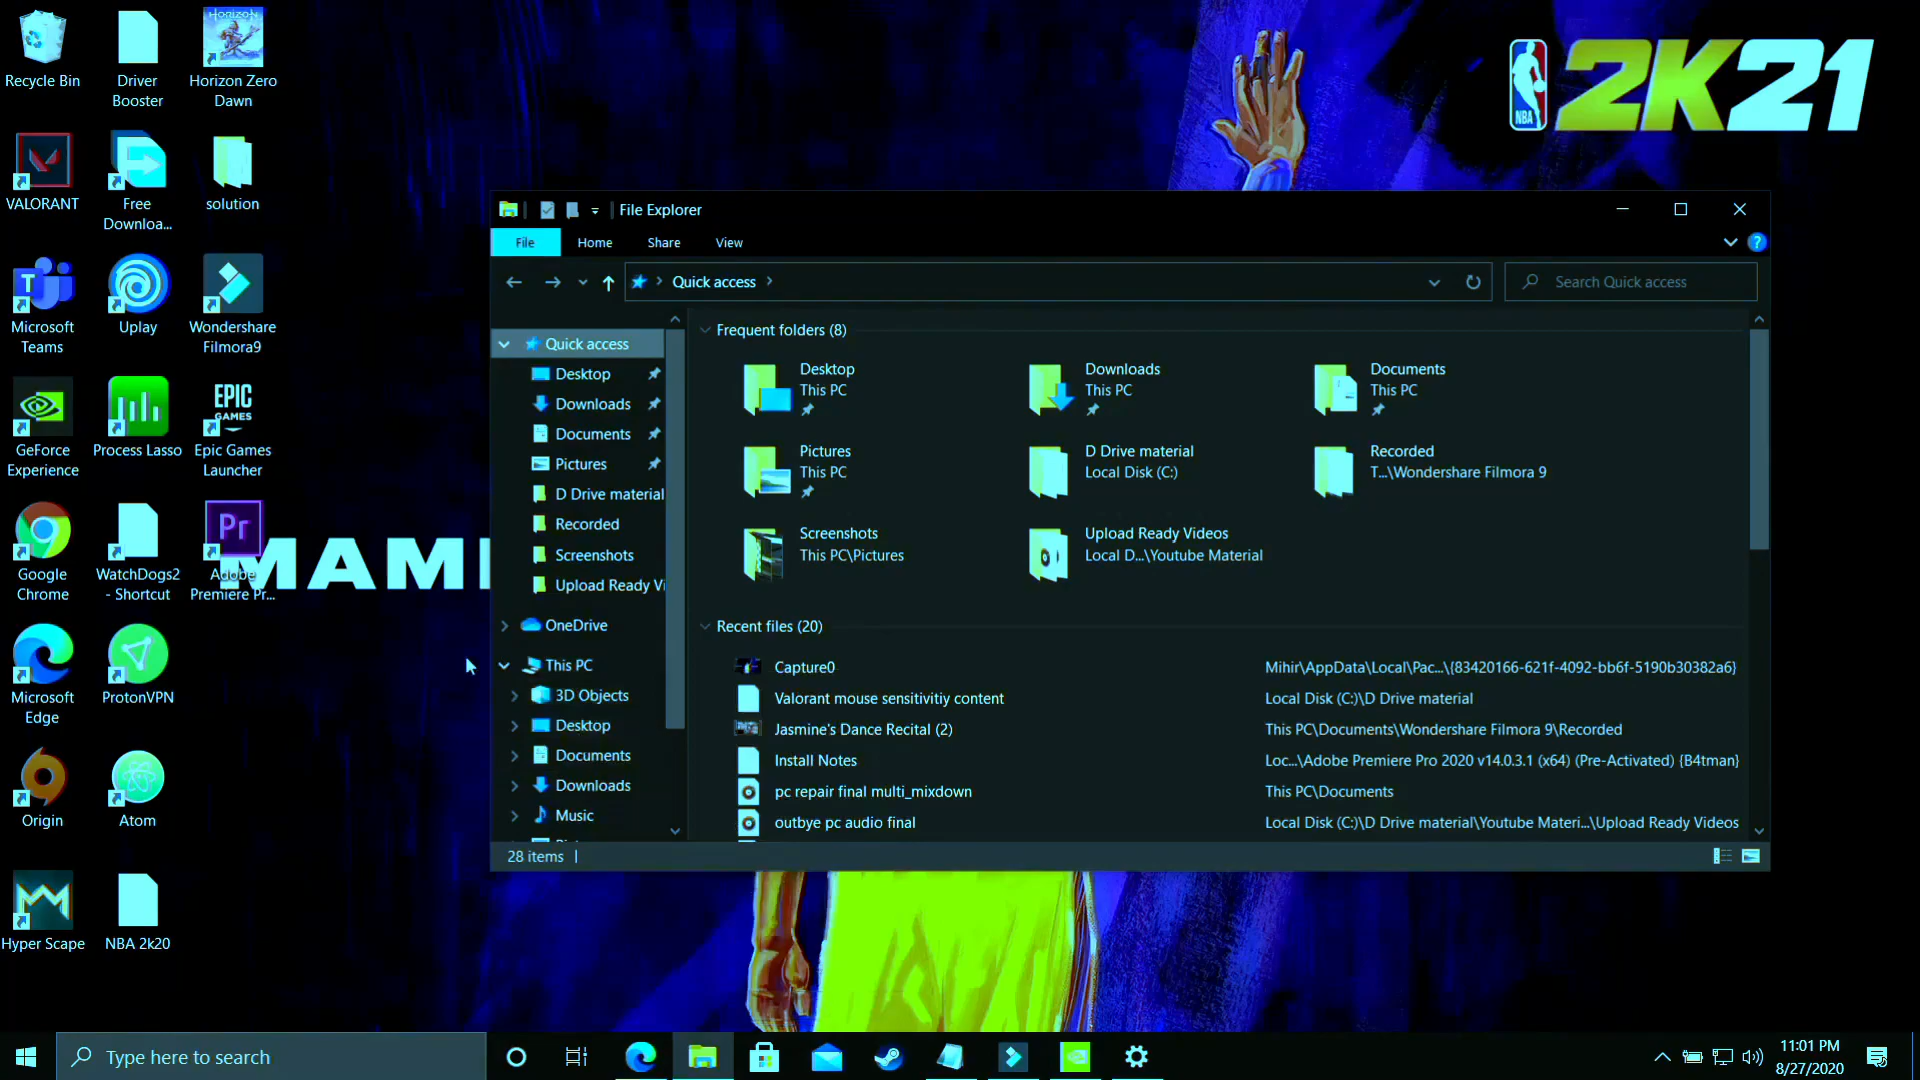 Recycle Bin
Driver
Booster
HORIZON
Horizon Zero
Dawn
VALORANT
Free
Downloa...
solution
Microsoft
Teams
Uplay
Wondershare
Filmora9
GeForce
Experience
Process Lasso
EPIC
GAMES
Epic Games
Launcher
Google
Chrome
WatchDogs2
- Shortcut
Pr
Adobe
Premiere Pr...
Microsoft
Edge
ProtonVPN
Origin
Atom
Hyper Scape
NBA 2k20
MAM
NBA
2K21
File Explorer
File
Home
Share
View
?
Quick access
Search Quick access
Quick access
Desktop
Downloads
Documents
Pictures
D Drive material
Recorded
Screenshots
Upload Ready Vi
OneDrive
This PC
3D Objects
Desktop
Documents
Downloads
Music
Frequent folders (8)
Desktop
This PC
Downloads
This PC
Documents
This PC
Pictures
This PC
D Drive material
Local Disk (C:)
Recorded
T...\Wondershare Filmora 9
Screenshots
This PC\Pictures
Upload Ready Videos
Local D...\Youtube Material
Recent files (20)
Capture0 Mihir\AppData\Local\Pac...\{83420166-621f-4092-bb6f-5190b30382a6}
Valorant mouse sensitivitiy content Local Disk (C:)\D Drive material
Jasmine's Dance Recital (2) This PC\Documents\Wondershare Filmora 9\Recorded
Install Notes Loc...\Adobe Premiere Pro 2020 v14.0.3.1 (x64) (Pre-Activated) {B4tman}
pc repair final multi_mixdown This PC\Documents
outbye pc audio final Local Disk (C:)\D Drive material\Youtube Materi...\Upload Ready Videos
28 items
Type here to search
11:01 PM
8/27/2020